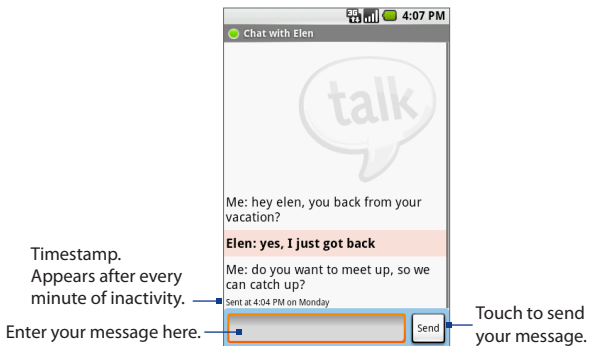 3G
4:07 PM
Chat with Elen
talk
Me: hey elen, you back from your
vacation?
Elen: yes, I just got back
Me: do you want to meet up, so we
can catch up?
Sent at 4:04 PM on Monday
Send
Timestamp.
Appears after every
minute of inactivity.
Enter your message here.
Touch to send
your message.